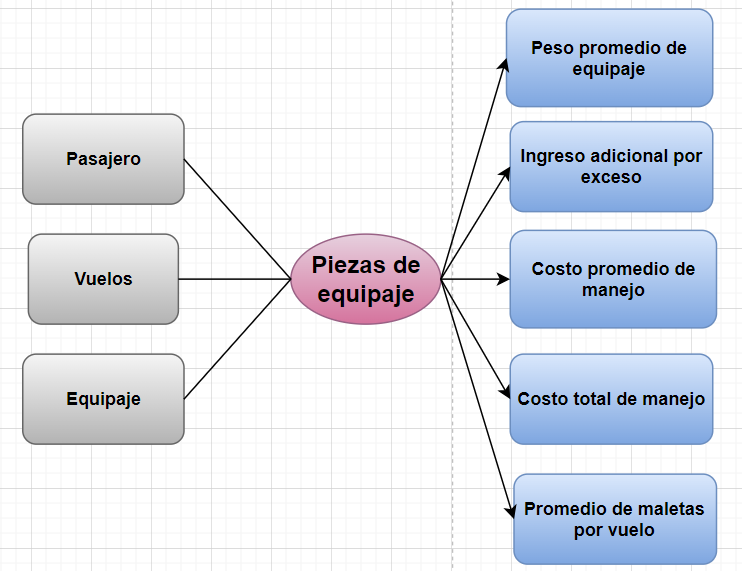 Pasajero
Vuelos
Equipaje
Piezas de
equipaje
Peso promedio de
equipaje
Ingreso adicional por
exceso
Costo promedio de
manejo
Costo total de manejo
Promedio de maletas
por vuelo